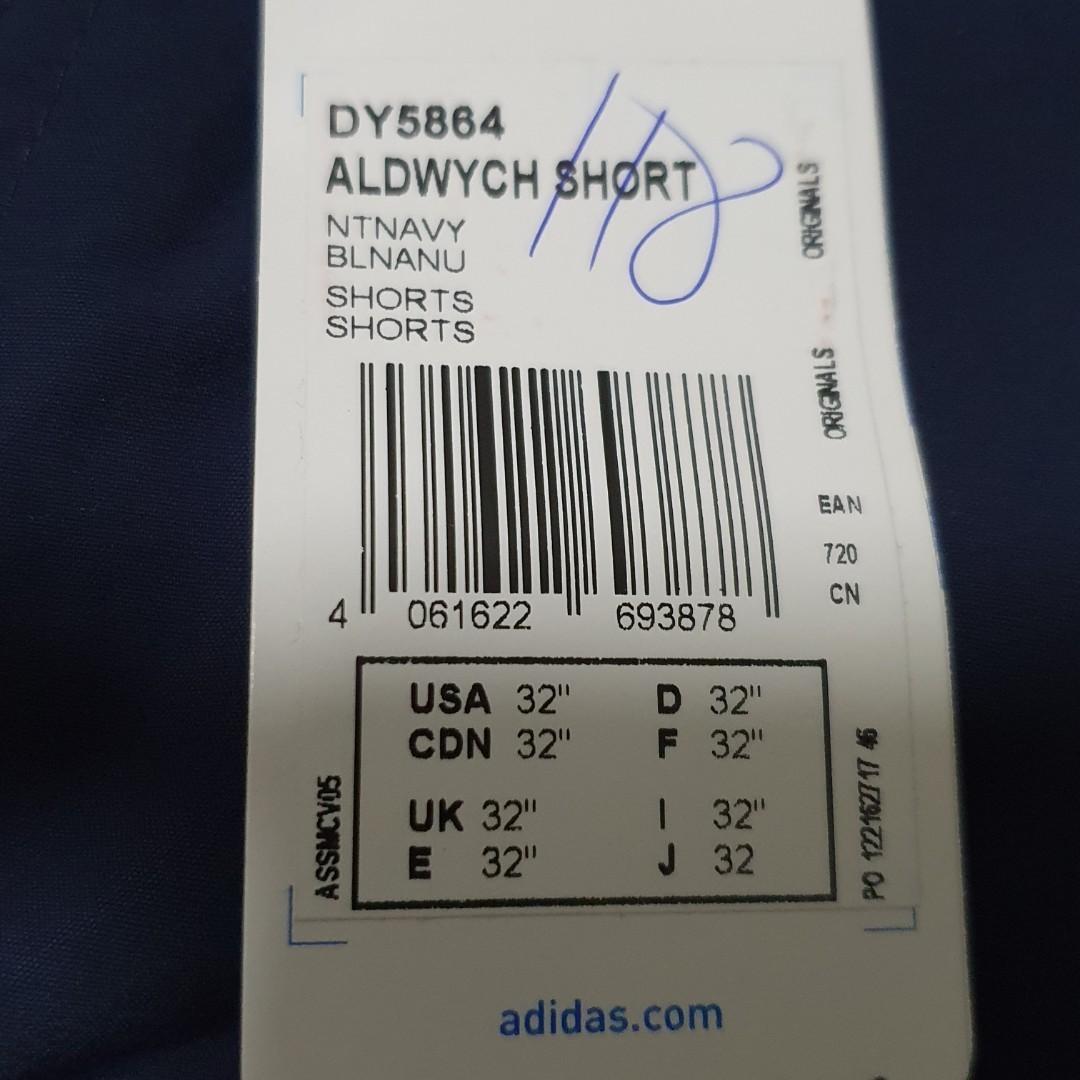 DY5864
ALDWYCH SHORT
118
NTNAVY
BLNANU
SHORTS
SHORTS
ORIGINALS
ORIGINALS
EAN
720
CN
4 061622 693878
USA 32" D 32"
CDN 32" F 32"
UK 32" I 32"
E 32" J 32
ASSMCV05
PO 122162717 46
adidas.com